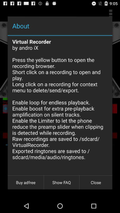 9:05
About
Virtual Recorder
by andro iX
Press the yellow button to open the
recording browser.
Short click on a recording to open and
play.
Long click on a recording for context
menu to delete/send/export.
Enable loop for endless playback.
Enable boost for extra pre-playback
amplification on silent tracks.
Enable the Limiter to let the phone
reduce the preamp slider when clipping
is detected while recording.
Raw recordings are saved to /sdcard/
VirtualRecorder.
Exported ringtones are saved to /
sdcard/media/audio/ringtones.
Buy adfree
Show FAQ
Close